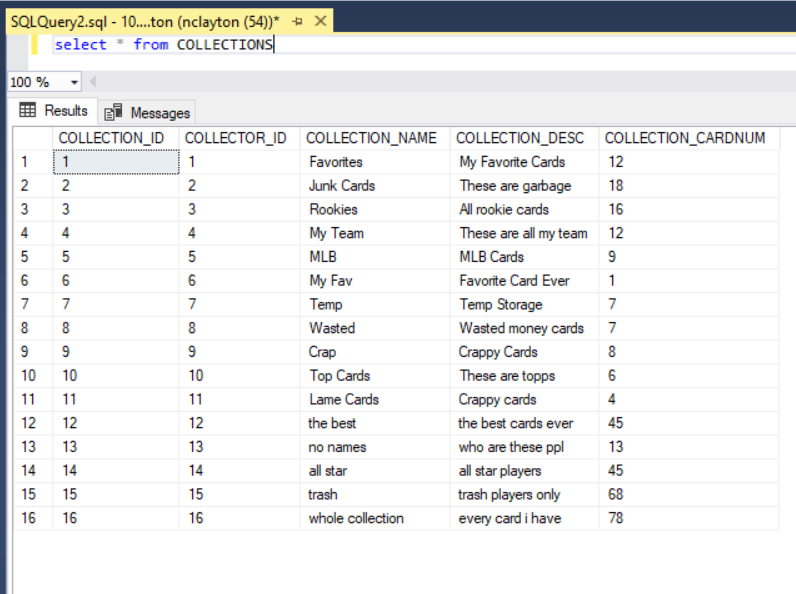 SQLQuery2.sql - 10....ton (nclayton (54))*
select * from COLLECTIONS
100 %
Results Messages
COLLECTION_ID COLLECTOR_ID COLLECTION_NAME COLLECTION_DESC COLLECTION_CARDNUM
1 1 1 Favorites My Favorite Cards 12
2 2 2 Junk Cards These are garbage 18
3 3 3 Rookies All rookie cards 16
4 4 4 My Team These are all my team 12
5 5 5 MLB MLB Cards 9
6 6 6 My Fav Favorite Card Ever 1
7 7 7 Temp Temp Storage 7
8 8 8 Wasted Wasted money cards 7
9 9 9 Crap Crappy Cards 8
10 10 10 Top Cards These are topps 6
11 11 11 Lame Cards Crappy cards 4
12 12 12 the best the best cards ever 45
13 13 13 no names who are these ppl 13
14 14 14 all star all star players 45
15 15 15 trash trash players only 68
16 16 16 whole collection every card i have 78